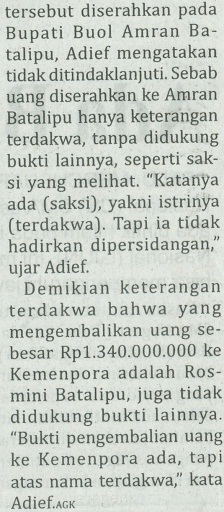 tersebut diserahkan pada
Bupati Buol Amran Ba-
talipu, Adief mengatakan
tidak ditindaklanjuti. Sebab
uang diserahkan ke Amran
Batalipu hanya keterangan
terdakwa, tanpa didukung
bukti lainnya, seperti sak-
si yang melihat. “Katanya
ada (saksi), yakni istrinya
(terdakwa). Tapi ia tidak
hadirkan dipersidangan,”
ujar Adief.
Demikian keterangan
terdakwa bahwa yang
mengembalikan uang se-
besar Rp1.340.000.000 ke
Kemenpora adalah Ros-
mini Batalipu, juga tidak
didukung bukti lainnya.
“Bukti pengembalian uang
ke Kemenpora ada, tapi
atas nama terdakwa,” kata
Adief.AGK